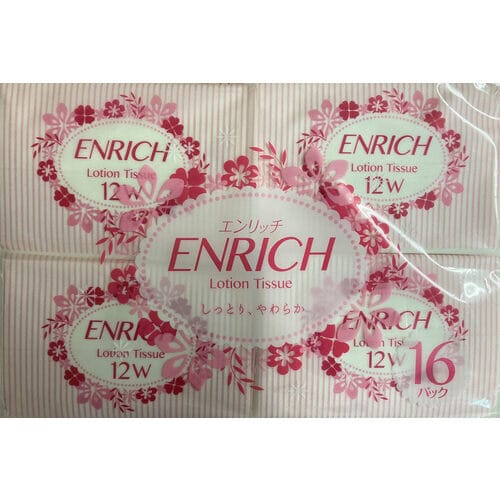 ENRICH
Lotion Tissue
12W
ENRICH
Lotion Tissue
12W
エンリッチ
ENRICH
Lotion Tissue
しっとり、やわらか
ENRICH
Lotion Tissue
12W
ENRICH
Lotion Tis
12W
16
パック